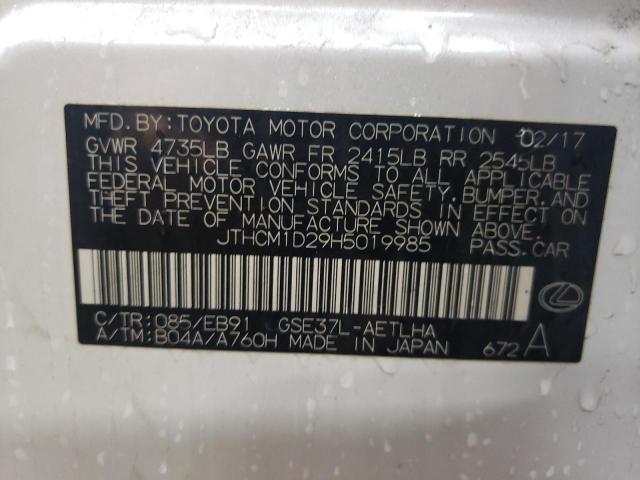 MFD.BY: TOYOTA MOTOR CORPORATION 02/17
GVWR 4735LB GAWR FR 2415LB RR 2545LB
THIS VEHICLE CONFORMS TO ALL APPLICABLE
FEDERAL MOTOR VEHICLE SAFETY, BUMPER, AND
THEFT PREVENTION STANDARDS IN EFFECT ON
THE DATE OF MANUFACTURE SHOWN ABOVE.
JTHCM1D29H5019985 PASS.CAR
C/TR: 085/EB91 GSE37L-AETLHA
A/TM: B04A/A760H MADE IN JAPAN 672 A